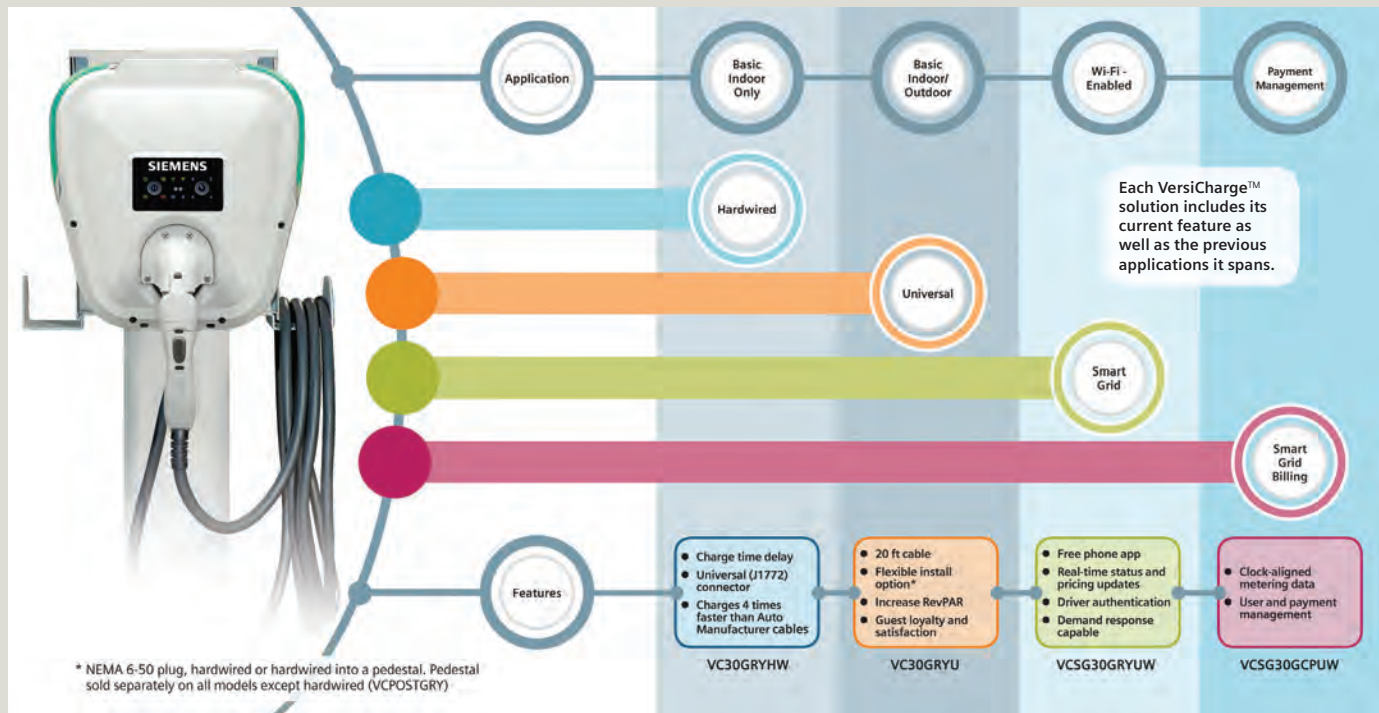 SIEMENS
Application
Basic
Indoor
Only
Basic
Indoor/
Outdoor
Wi-Fi -
Enabled
Payment
Management
Hardwired
Universal
Smart
Grid
Smart
Grid
Billing
Each VersiCharge™
solution includes its
current feature as
well as the previous
applications it spans.
Features
• Charge time delay
• Universal (J1772)
connector
• Charges 4 times
faster than Auto
Manufacturer cables
VC30GRYHW
• 20 ft cable
• Flexible install
option*
• Increase RevPAR
• Guest loyalty and
satisfaction
VC30GRYU
• Free phone app
• Real-time status and
pricing updates
• Driver authentication
• Demand response
capable
VCSG30GRYUW
• Clock-aligned
metering data
• User and payment
management
VCSG30GCPUW
* NEMA 6-50 plug, hardwired or hardwired into a pedestal. Pedestal
sold separately on all models except hardwired (VCPOSTGRY)